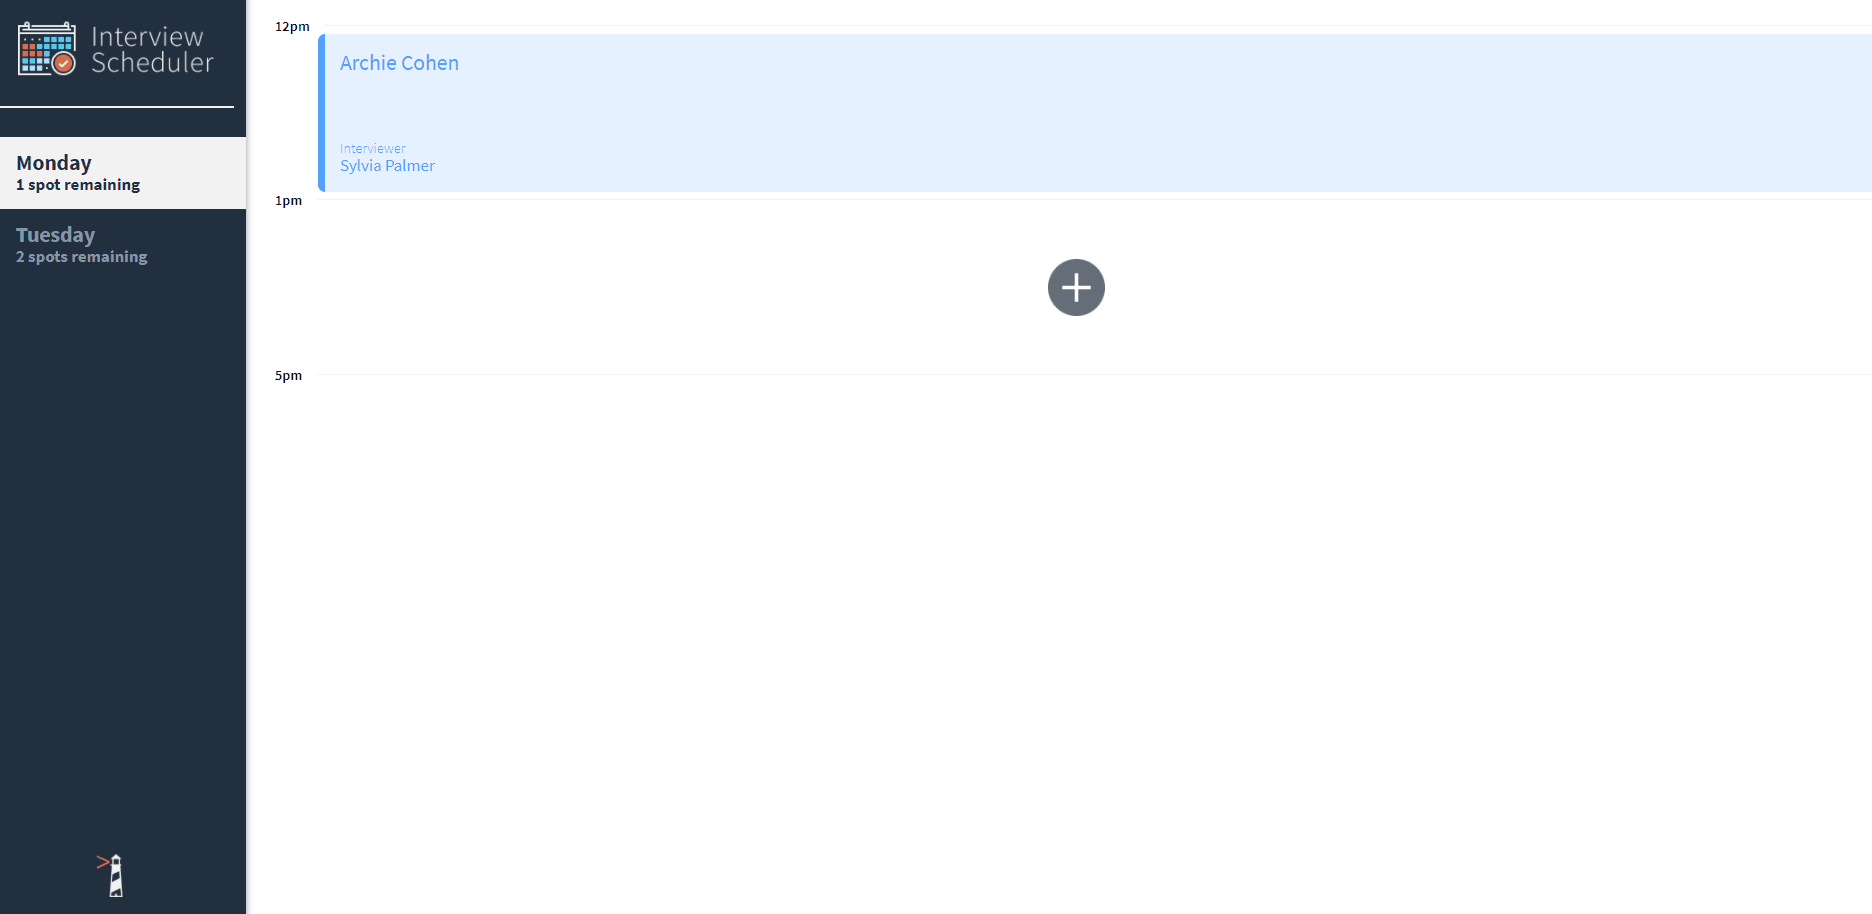 Interview
Scheduler
Monday
1 spot remaining
Tuesday
2 spots remaining
12pm
Archie Cohen
Interviewer
Sylvia Palmer
1pm
5pm